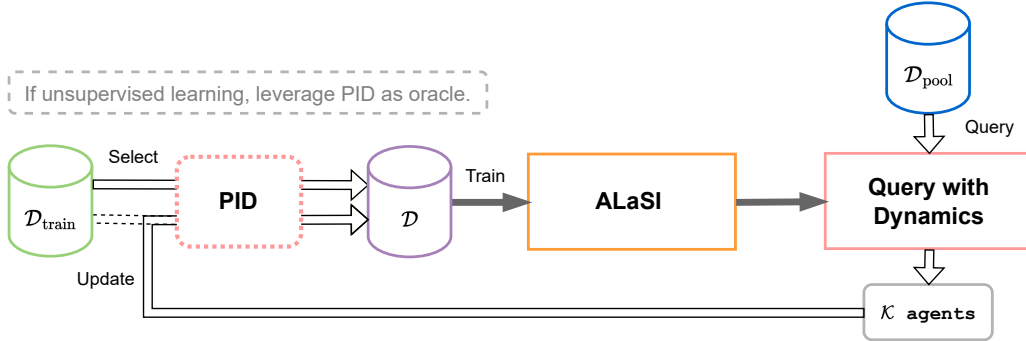 If unsupervised learning, leverage PID as oracle.
𝒟pool
Query
Select
𝒟train
PID
𝒟
Train
ALaSI
Query with
Dynamics
Update
𝒦 agents